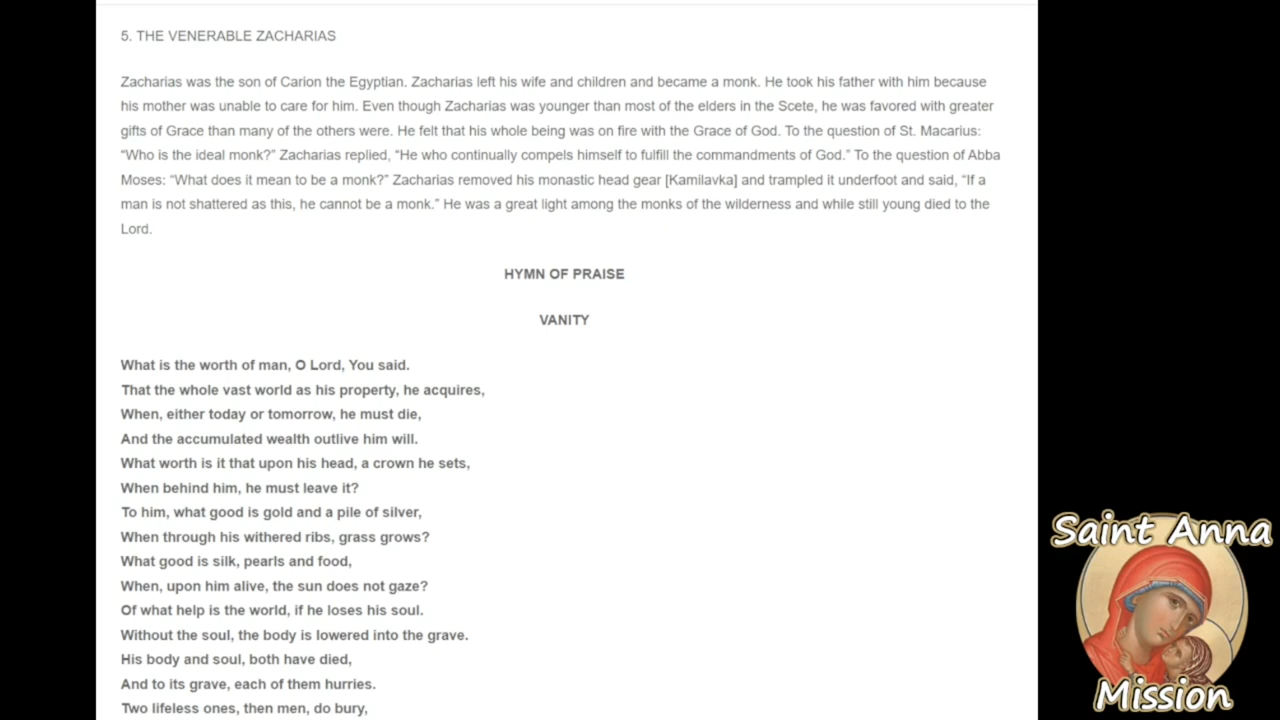 5. THE VENERABLE ZACHARIAS
Zacharias was the son of Carion the Egyptian. Zacharias left his wife and children and became a monk. He took his father with him because
his mother was unable to care for him. Even though Zacharias was younger than most of the elders in the Scete, he was favored with greater
gifts of Grace than many of the others were. He felt that his whole being was on fire with the Grace of God. To the question of St. Macarius:
“Who is the ideal monk?” Zacharias replied, “He who continually compels himself to fulfill the commandments of God.” To the question of Abba
Moses: “What does it mean to be a monk?” Zacharias removed his monastic head gear [Kamilavka] and trampled it underfoot and said, “If a
man is not shattered as this, he cannot be a monk.” He was a great light among the monks of the wilderness and while still young died to the
Lord.
HYMN OF PRAISE
VANITY
What is the worth of man, O Lord, You said.
That the whole vast world as his property, he acquires,
When, either today or tomorrow, he must die,
And the accumulated wealth outlive him will.
What worth is it that upon his head, a crown he sets,
When behind him, he must leave it?
To him, what good is gold and a pile of silver,
When through his withered ribs, grass grows?
What good is silk, pearls and food,
When, upon him alive, the sun does not gaze?
Of what help is the world, if he loses his soul.
Without the soul, the body is lowered into the grave.
His body and soul, both have died,
And to its grave, each of them hurries.
Two lifeless ones, then men, do bury,
Saint Anna
Mission